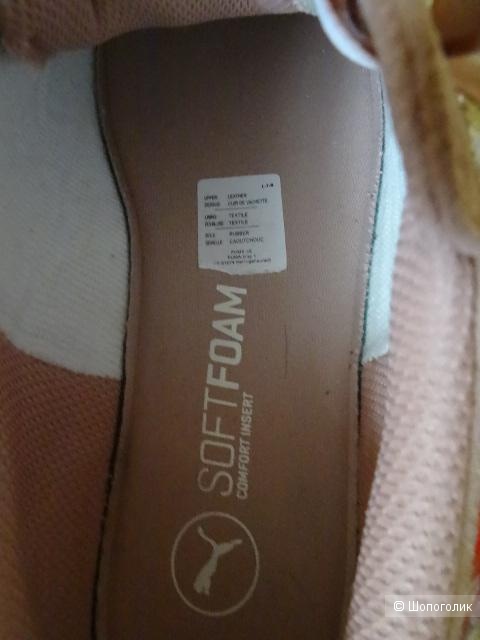 UPPER LEATHER
DESSUS CUIR DE VACHETTE
LINING TEXTILE
DOUBLURE TEXTILE
SOLE RUBBER
SEMELLE CAOUTCHOUC
SOFTFOAM
COMFORT INSERT
© Шопоголик